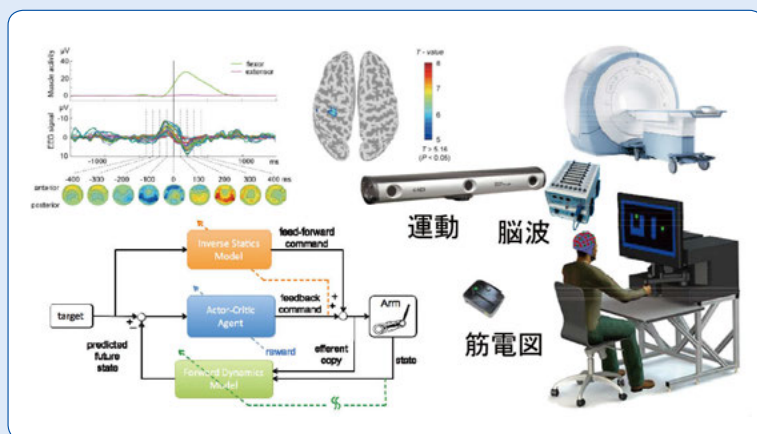 μV
40
20
0
Muscle activity
flexor
extensor
μV
-10
0
10
EEG signal
-1000
0
1000
ms
-400 -300 -200 -100 0 100 200 300 400 ms
anterior
posterior
T - value
8
7
6
5
T > 5.16
(P < 0.05)
NDI
運動
脳波
筋電図
Inverse Statics
Model
feed-forward
command
target
Actor-Critic
Agent
feedback
command
Arm
predicted
future
state
reward
efferent
copy
state
Forward Dynamics
Model
+
−
+
+